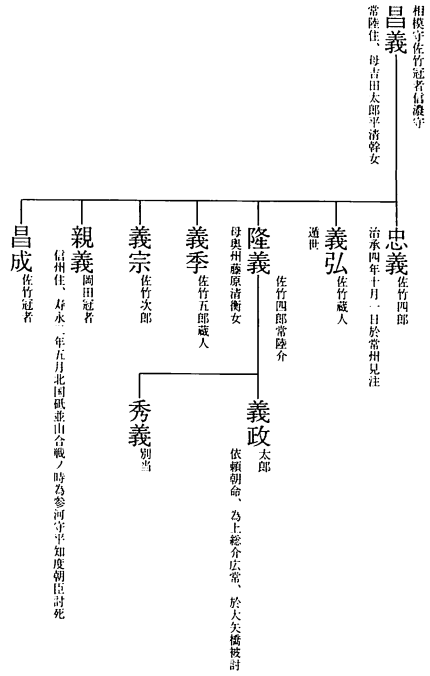 昌義
相模守佐竹冠者信濃守
常陸住、母吉田太郎平清幹女
忠義
佐竹四郎
治承四年十月一日於常州見注
義弘
佐竹蔵人
遁世
隆義
佐竹四郎常陸介
母奥州藤原清衡女
義季
佐竹五郎蔵人
義宗
佐竹次郎
親義
岡田冠者
信州住、寿永二年五月北国砥並山合戦ノ時為参河守平知度朝臣討死
昌成
佐竹冠者
義政
太郎
依頼朝命、為上総介広常、於大矢橋被討
秀義
別当